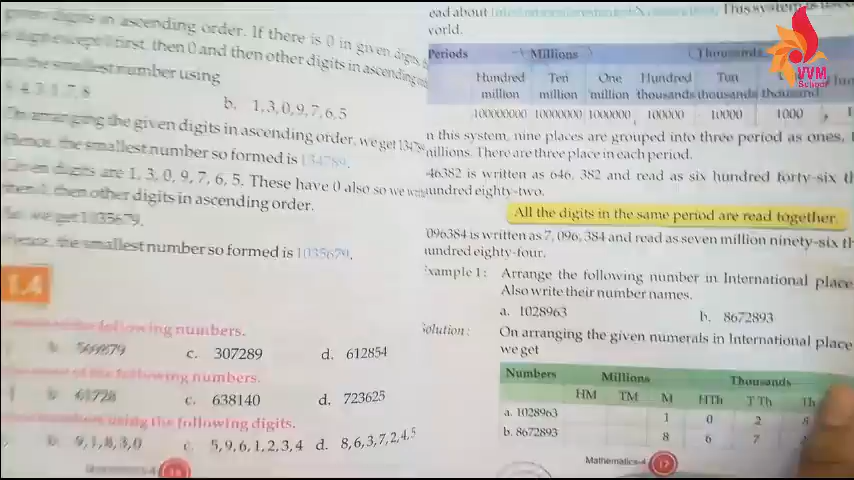 given digits in ascending order. If there is 0 in given digits
first, then 0 and then other digits in ascending
the smallest number using
b. 1,3,0,9,7,6,5
On arranging the given digits in ascending order, we get
Hence, the smallest number so formed is 134789.
Given digits are 1, 3, 0, 9, 7, 6, 5. These have 0 also so we
then other digits in ascending order.
we get 1035679.
Hence, the smallest number so formed is 1035679.
1.4
the following numbers.
b. 569879 c. 307289 d. 612854
of the following numbers.
b. 61728 c. 638140 d. 723625
numbers using the following digits.
b. 9,1,8,3,0 c. 5,9,6,1,2,3,4 d. 8,6,3,7,2,4,5
ead about This system is
vorld.
Periods Millions Thousands
Hundred million Ten million One million Hundred thousands Ten thousands thousand
100000000 10000000 1000000 100000 10000 1000
n this system, nine places are grouped into three period as ones,
nillions. There are three place in each period.
46382 is written as 646, 382 and read as six hundred forty-six th
undred eighty-two.
All the digits in the same period are read together.
096384 is written as 7, 096, 384 and read as seven million ninety-six th
undred eighty-four.
xample 1: Arrange the following number in International place
Also write their number names.
a. 1028963 b. 8672893
olution: On arranging the given numerals in International place
we get
Numbers Millions Thousands
HM TM M HTh T Th Th
a. 1028963 1 0 2 8
b. 8672893 8 6 7
Mathematics-4 17
VVM
School